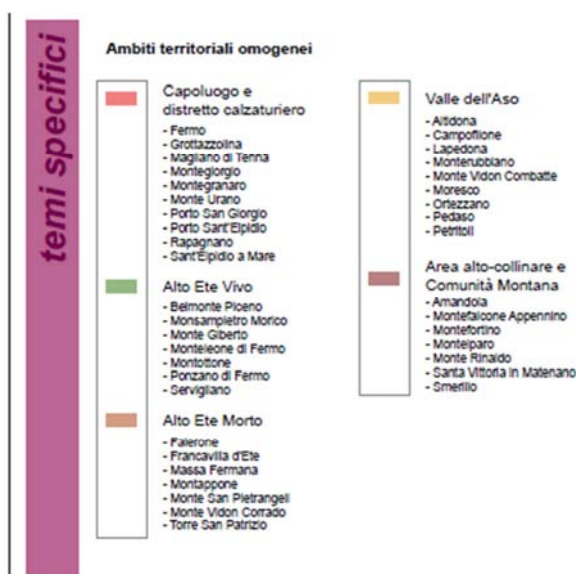 temi specifici
Ambiti territoriali omogenei
Capoluogo e
distretto calzaturiero
- Fermo
- Grottazzolina
- Magliano di Tenna
- Montegiorgio
- Montegranaro
- Monte Urano
- Porto San Giorgio
- Porto Sant'Elpidio
- Rapagnano
- Sant'Elpidio a Mare
Alto Ete Vivo
- Belmonte Piceno
- Monsampietro Morico
- Monte Giberto
- Monteleone di Fermo
- Montottone
- Ponzano di Fermo
- Servigliano
Alto Ete Morto
- Falerone
- Francavilla d'Ete
- Massa Fermana
- Montappone
- Monte San Pietrangeli
- Monte Vidon Corrado
- Torre San Patrizio
Valle dell'Aso
- Altidona
- Campofilone
- Lapedona
- Monterubbiano
- Monte Vidon Combatte
- Moresco
- Ortezzano
- Pedaso
- Petritoli
Area alto-collinare e
Comunità Montana
- Amandola
- Montefalcone Appennino
- Montefortino
- Montelparo
- Monte Rinaldo
- Santa Vittoria in Matenano
- Smerillo